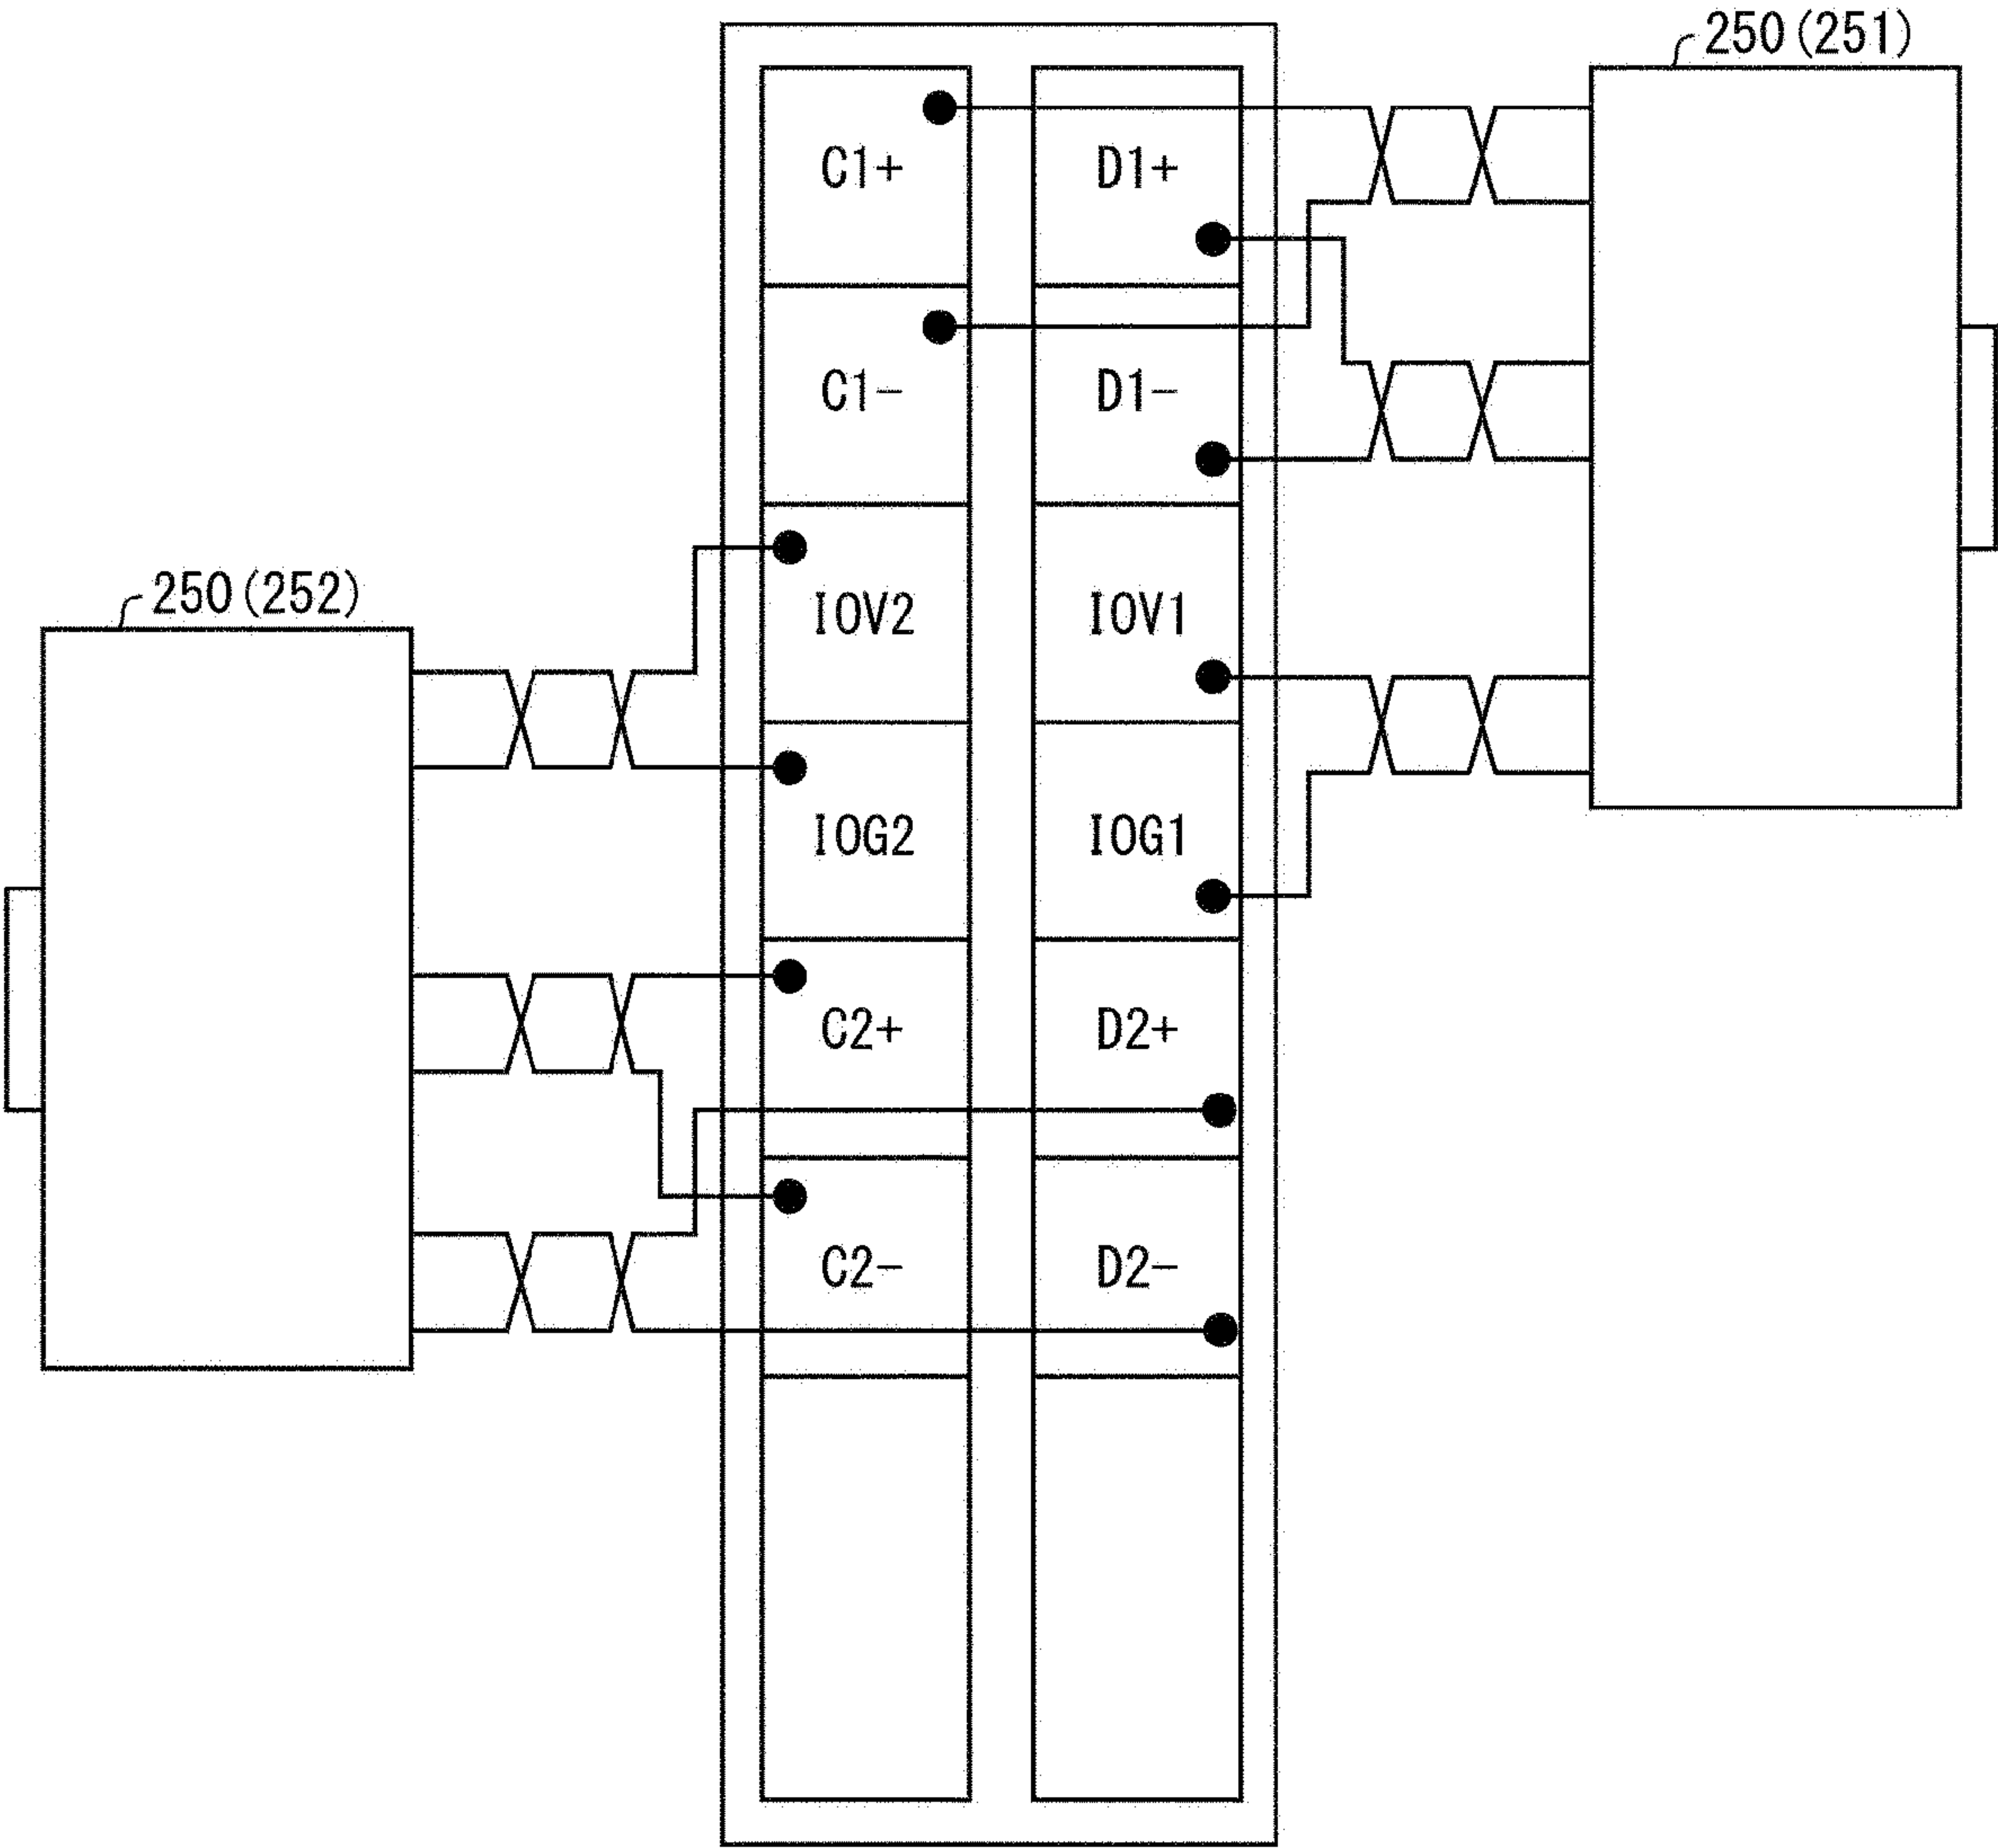 250(251)
C1+ D1+
C1- D1-
250(252)
IOV2 IOV1
IOG2 IOG1
C2+ D2+
C2- D2-